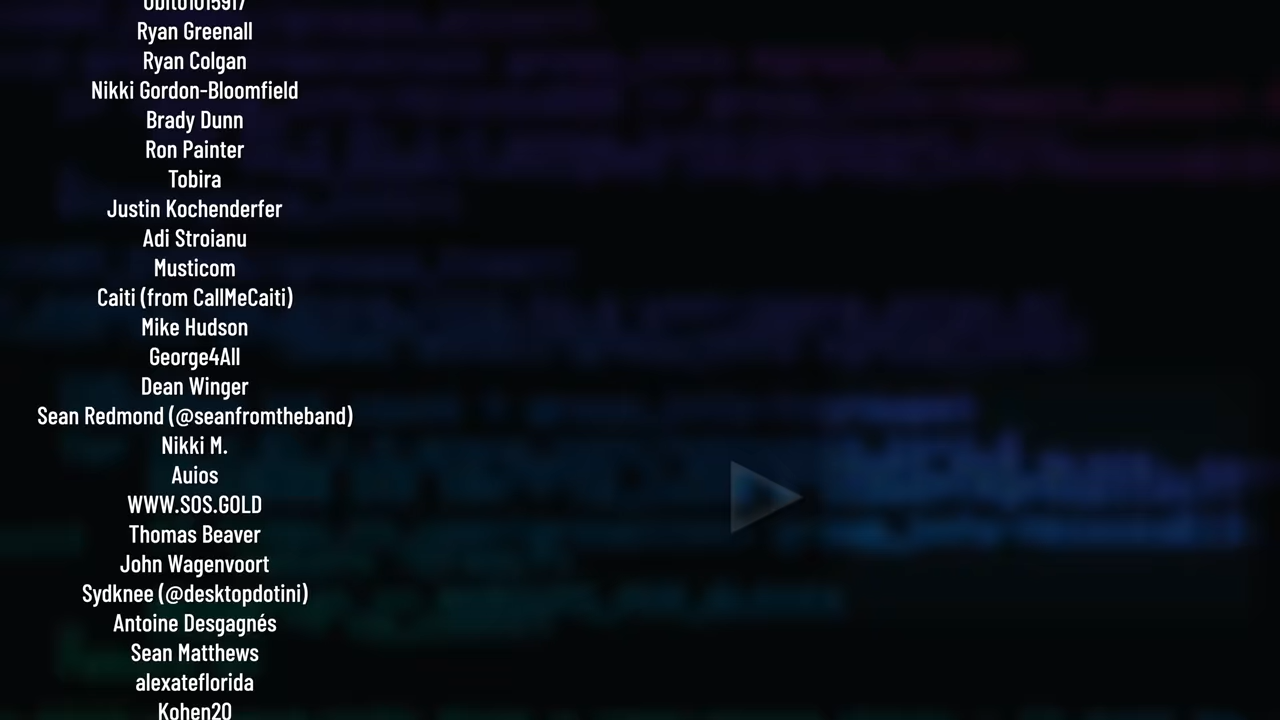 Ryan Greenall
Ryan Colgan
Nikki Gordon-Bloomfield
Brady Dunn
Ron Painter
Tobira
Justin Kochenderfer
Adi Stroianu
Musticom
Caiti (from CallMeCaiti)
Mike Hudson
George4All
Dean Winger
Sean Redmond (@seanfromtheband)
Nikki M.
Auios
WWW.SOS.GOLD
Thomas Beaver
John Wagenvoort
Sydknee (@desktopdotini)
Antoine Desgagnés
Sean Matthews
alexateflorida
Kohen20